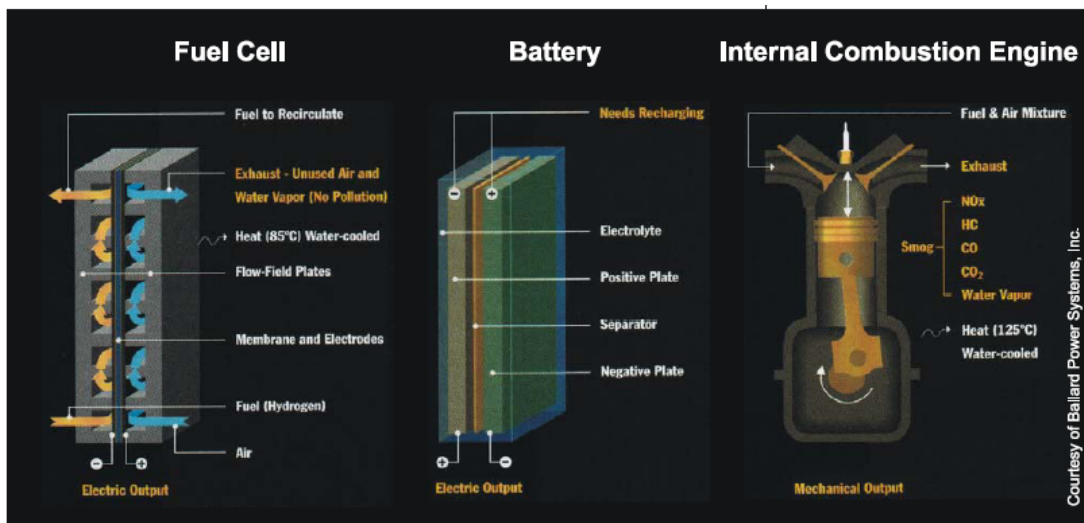 Fuel Cell
Battery
Internal Combustion Engine
Fuel to Recirculate
Exhaust - Unused Air and
Water Vapor (No Pollution)
Heat (85°C) Water-cooled
Flow-Field Plates
Membrane and Electrodes
Fuel (Hydrogen)
Air
- +
Electric Output
Needs Recharging
- +
Electrolyte
Positive Plate
Separator
Negative Plate
+ -
Electric Output
Fuel & Air Mixture
Exhaust
NOx
HC
Smog
CO
CO₂
Water Vapor
Heat (125°C)
Water-cooled
Mechanical Output
Courtesy of Ballard Power Systems, Inc.